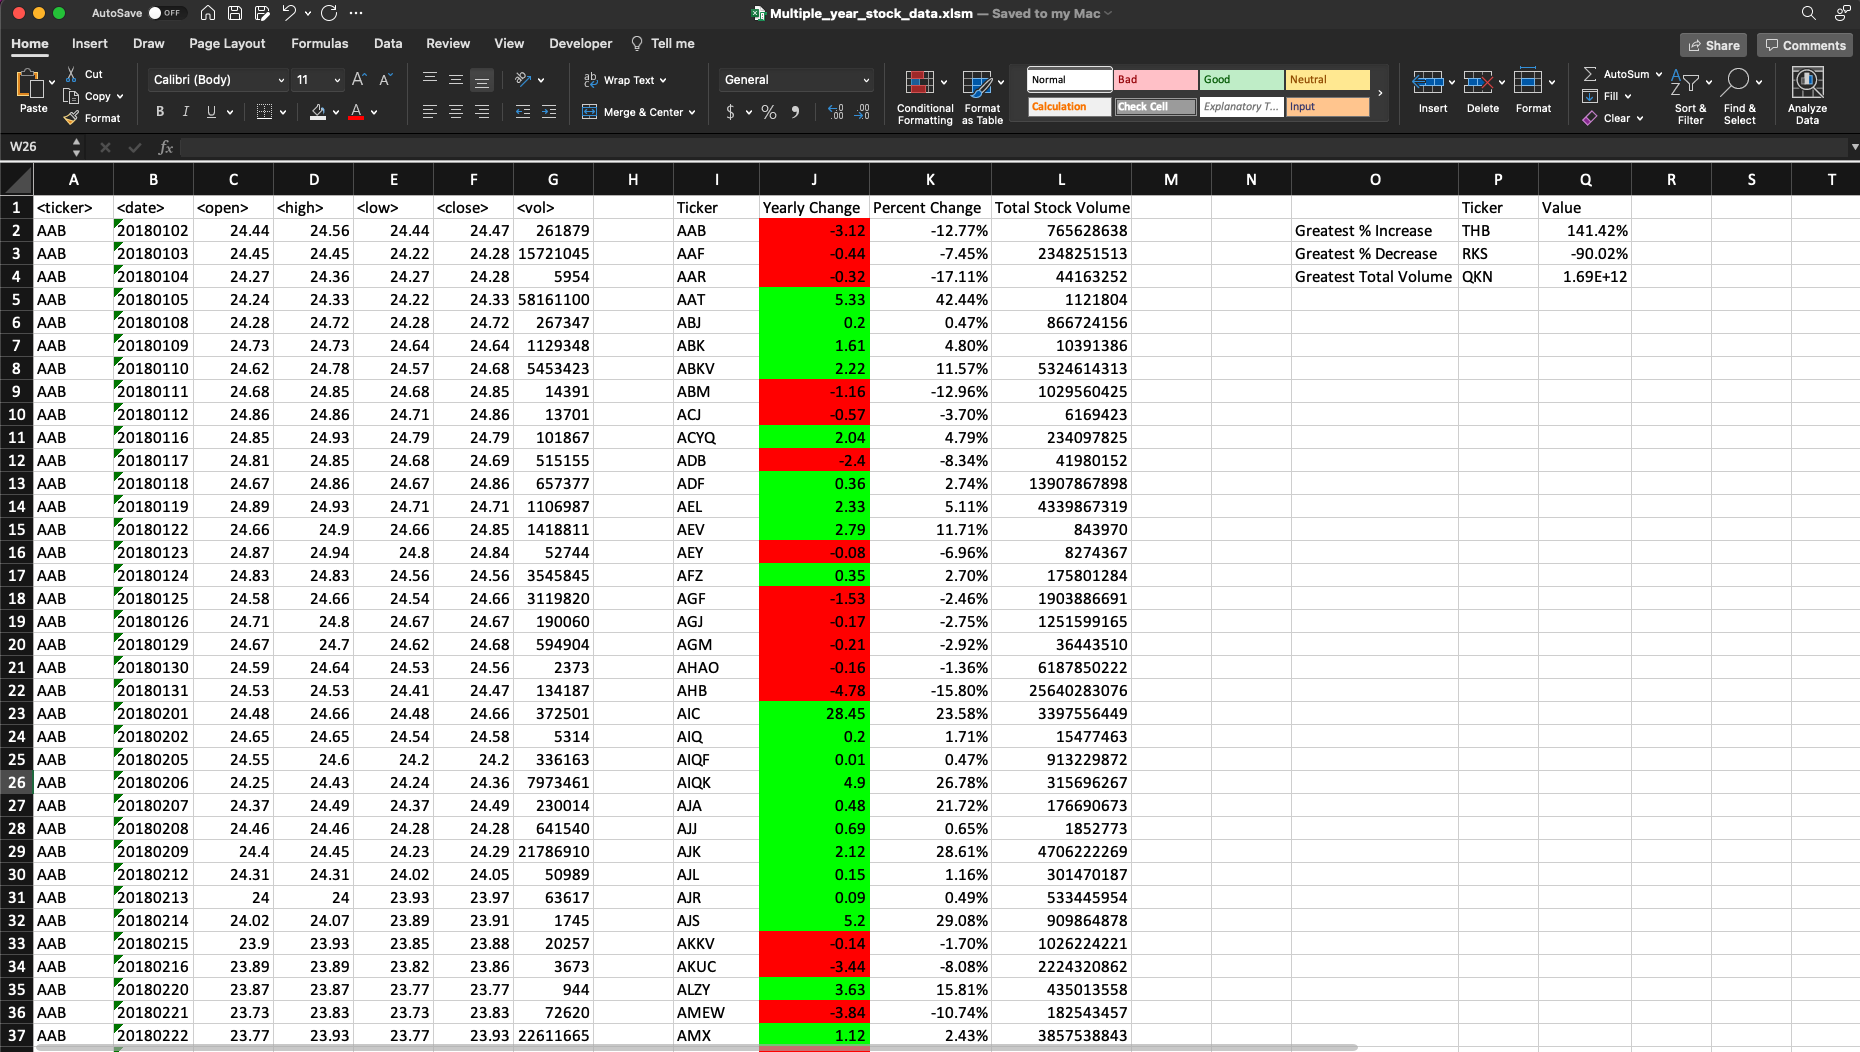 AutoSave OFF Multiple_year_stock_data.xlsm — Saved to my Mac
Home Insert Draw Page Layout Formulas Data Review View Developer Tell me Share Comments
Paste Cut Copy Format Calibri (Body) 11 A^ A B I U A Wrap Text Merge & Center General $ % Conditional Formatting Format as Table Normal Bad Good Neutral Calculation Check Cell Explanatory T... Input Insert Delete Format AutoSum Fill Clear Sort & Filter Find & Select Analyze Data
W26 fx
A B C D E F G H I J K L M N O P Q R S T
1 <ticker> <date> <open> <high> <low> <close> <vol> Ticker Yearly Change Percent Change Total Stock Volume Ticker Value
2 AAB 20180102 24.44 24.56 24.44 24.47 261879 AAB -3.12 -12.77% 765628638 Greatest % Increase THB 141.42%
3 AAB 20180103 24.45 24.45 24.22 24.28 15721045 AAF -0.44 -7.45% 2348251513 Greatest % Decrease RKS -90.02%
4 AAB 20180104 24.27 24.36 24.27 24.28 5954 AAR -0.32 -17.11% 44163252 Greatest Total Volume QKN 1.69E+12
5 AAB 20180105 24.24 24.33 24.22 24.33 58161100 AAT 5.33 42.44% 1121804
6 AAB 20180108 24.28 24.72 24.28 24.72 267347 ABJ 0.2 0.47% 866724156
7 AAB 20180109 24.73 24.73 24.64 24.64 1129348 ABK 1.61 4.80% 10391386
8 AAB 20180110 24.62 24.78 24.57 24.68 5453423 ABKV 2.22 11.57% 5324614313
9 AAB 20180111 24.68 24.85 24.68 24.85 14391 ABM -1.16 -12.96% 1029560425
10 AAB 20180112 24.86 24.86 24.71 24.86 13701 ACJ -0.57 -3.70% 6169423
11 AAB 20180116 24.85 24.93 24.79 24.79 101867 ACYQ 2.04 4.79% 234097825
12 AAB 20180117 24.81 24.85 24.68 24.69 515155 ADB -2.4 -8.34% 41980152
13 AAB 20180118 24.67 24.86 24.67 24.86 657377 ADF 0.36 2.74% 13907867898
14 AAB 20180119 24.89 24.93 24.71 24.71 1106987 AEL 2.33 5.11% 4339867319
15 AAB 20180122 24.66 24.9 24.66 24.85 1418811 AEV 2.79 11.71% 843970
16 AAB 20180123 24.87 24.94 24.8 24.84 52744 AEY -0.08 -6.96% 8274367
17 AAB 20180124 24.83 24.83 24.56 24.56 3545845 AFZ 0.35 2.70% 175801284
18 AAB 20180125 24.58 24.66 24.54 24.66 3119820 AGF -1.53 -2.46% 1903886691
19 AAB 20180126 24.71 24.8 24.67 24.67 190060 AGJ -0.17 -2.75% 1251599165
20 AAB 20180129 24.67 24.7 24.62 24.68 594904 AGM -0.21 -2.92% 36443510
21 AAB 20180130 24.59 24.64 24.53 24.56 2373 AHAO -0.16 -1.36% 6187850222
22 AAB 20180131 24.53 24.53 24.41 24.47 134187 AHB -4.78 -15.80% 25640283076
23 AAB 20180201 24.48 24.66 24.48 24.66 372501 AIC 28.45 23.58% 3397556449
24 AAB 20180202 24.65 24.65 24.54 24.58 5314 AIQ 0.2 1.71% 15477463
25 AAB 20180205 24.55 24.6 24.2 24.2 336163 AIQF 0.01 0.47% 913229872
26 AAB 20180206 24.25 24.43 24.24 24.36 7973461 AIQK 4.9 26.78% 315696267
27 AAB 20180207 24.37 24.49 24.37 24.49 230014 AJA 0.48 21.72% 176690673
28 AAB 20180208 24.46 24.46 24.28 24.28 641540 AJJ 0.69 0.65% 1852773
29 AAB 20180209 24.4 24.45 24.23 24.29 21786910 AJK 2.12 28.61% 4706222269
30 AAB 20180212 24.31 24.31 24.02 24.05 50989 AJL 0.15 1.16% 301470187
31 AAB 20180213 24 24 23.93 23.97 63617 AJR 0.09 0.49% 533445954
32 AAB 20180214 24.02 24.07 23.89 23.91 1745 AJS 5.2 29.08% 909864878
33 AAB 20180215 23.9 23.93 23.85 23.88 20257 AKKV -0.14 -1.70% 1026224221
34 AAB 20180216 23.89 23.89 23.82 23.86 3673 AKUC -3.44 -8.08% 2224320862
35 AAB 20180220 23.87 23.87 23.77 23.77 944 ALZY 3.63 15.81% 435013558
36 AAB 20180221 23.73 23.83 23.73 23.83 72620 AMEW -3.84 -10.74% 182543457
37 AAB 20180222 23.77 23.93 23.77 23.93 22611665 AMX 1.12 2.43% 3857538843